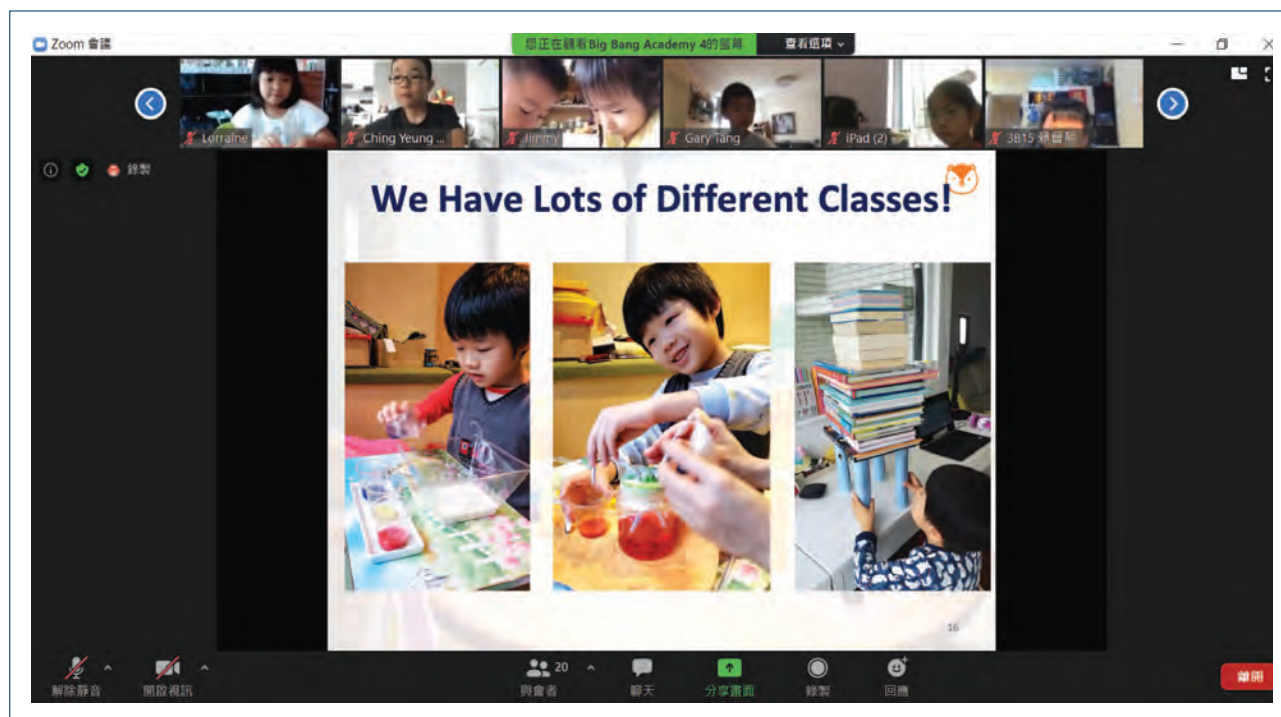 Zoom 會議
您正在觀看Big Bang Academy 4的螢幕
查看選項
Lorraine
Ching Yeung ...
Jimmy
Gary Tang
iPad (2)
3B15
錄製
We Have Lots of Different Classes!
16
解除靜音
開啟視訊
20
與會者
聊天
分享畫面
錄製
回應
離開